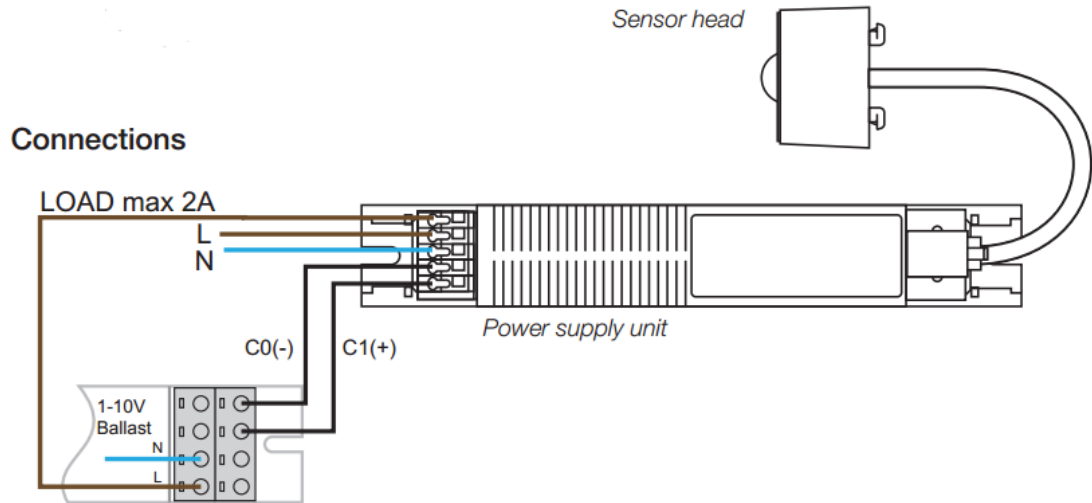 Sensor head
Connections
LOAD max 2A
L
N
Power supply unit
C0(-)
C1(+)
1-10V
Ballast
N
L